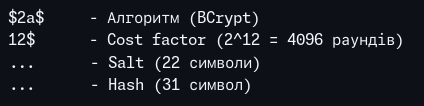 $2a$     - Алгоритм (BCrypt)
12$      - Cost factor (2^12 = 4096 раундів)
...      - Salt (22 символи)
...      - Hash (31 символ)